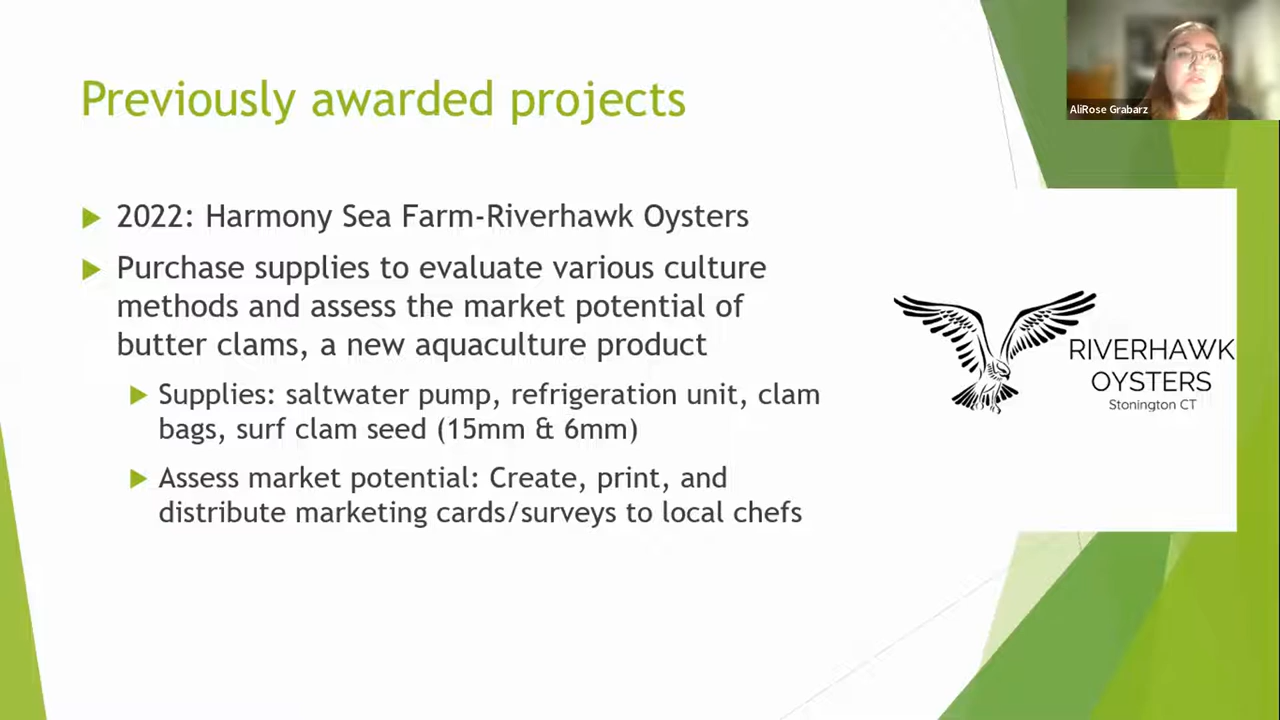 Previously awarded projects
AliRose Grabarz
2022: Harmony Sea Farm-Riverhawk Oysters
Purchase supplies to evaluate various culture
methods and assess the market potential of
butter clams, a new aquaculture product
Supplies: saltwater pump, refrigeration unit, clam
bags, surf clam seed (15mm & 6mm)
Assess market potential: Create, print, and
distribute marketing cards/surveys to local chefs
RIVERHAWK
OYSTERS
Stonington CT